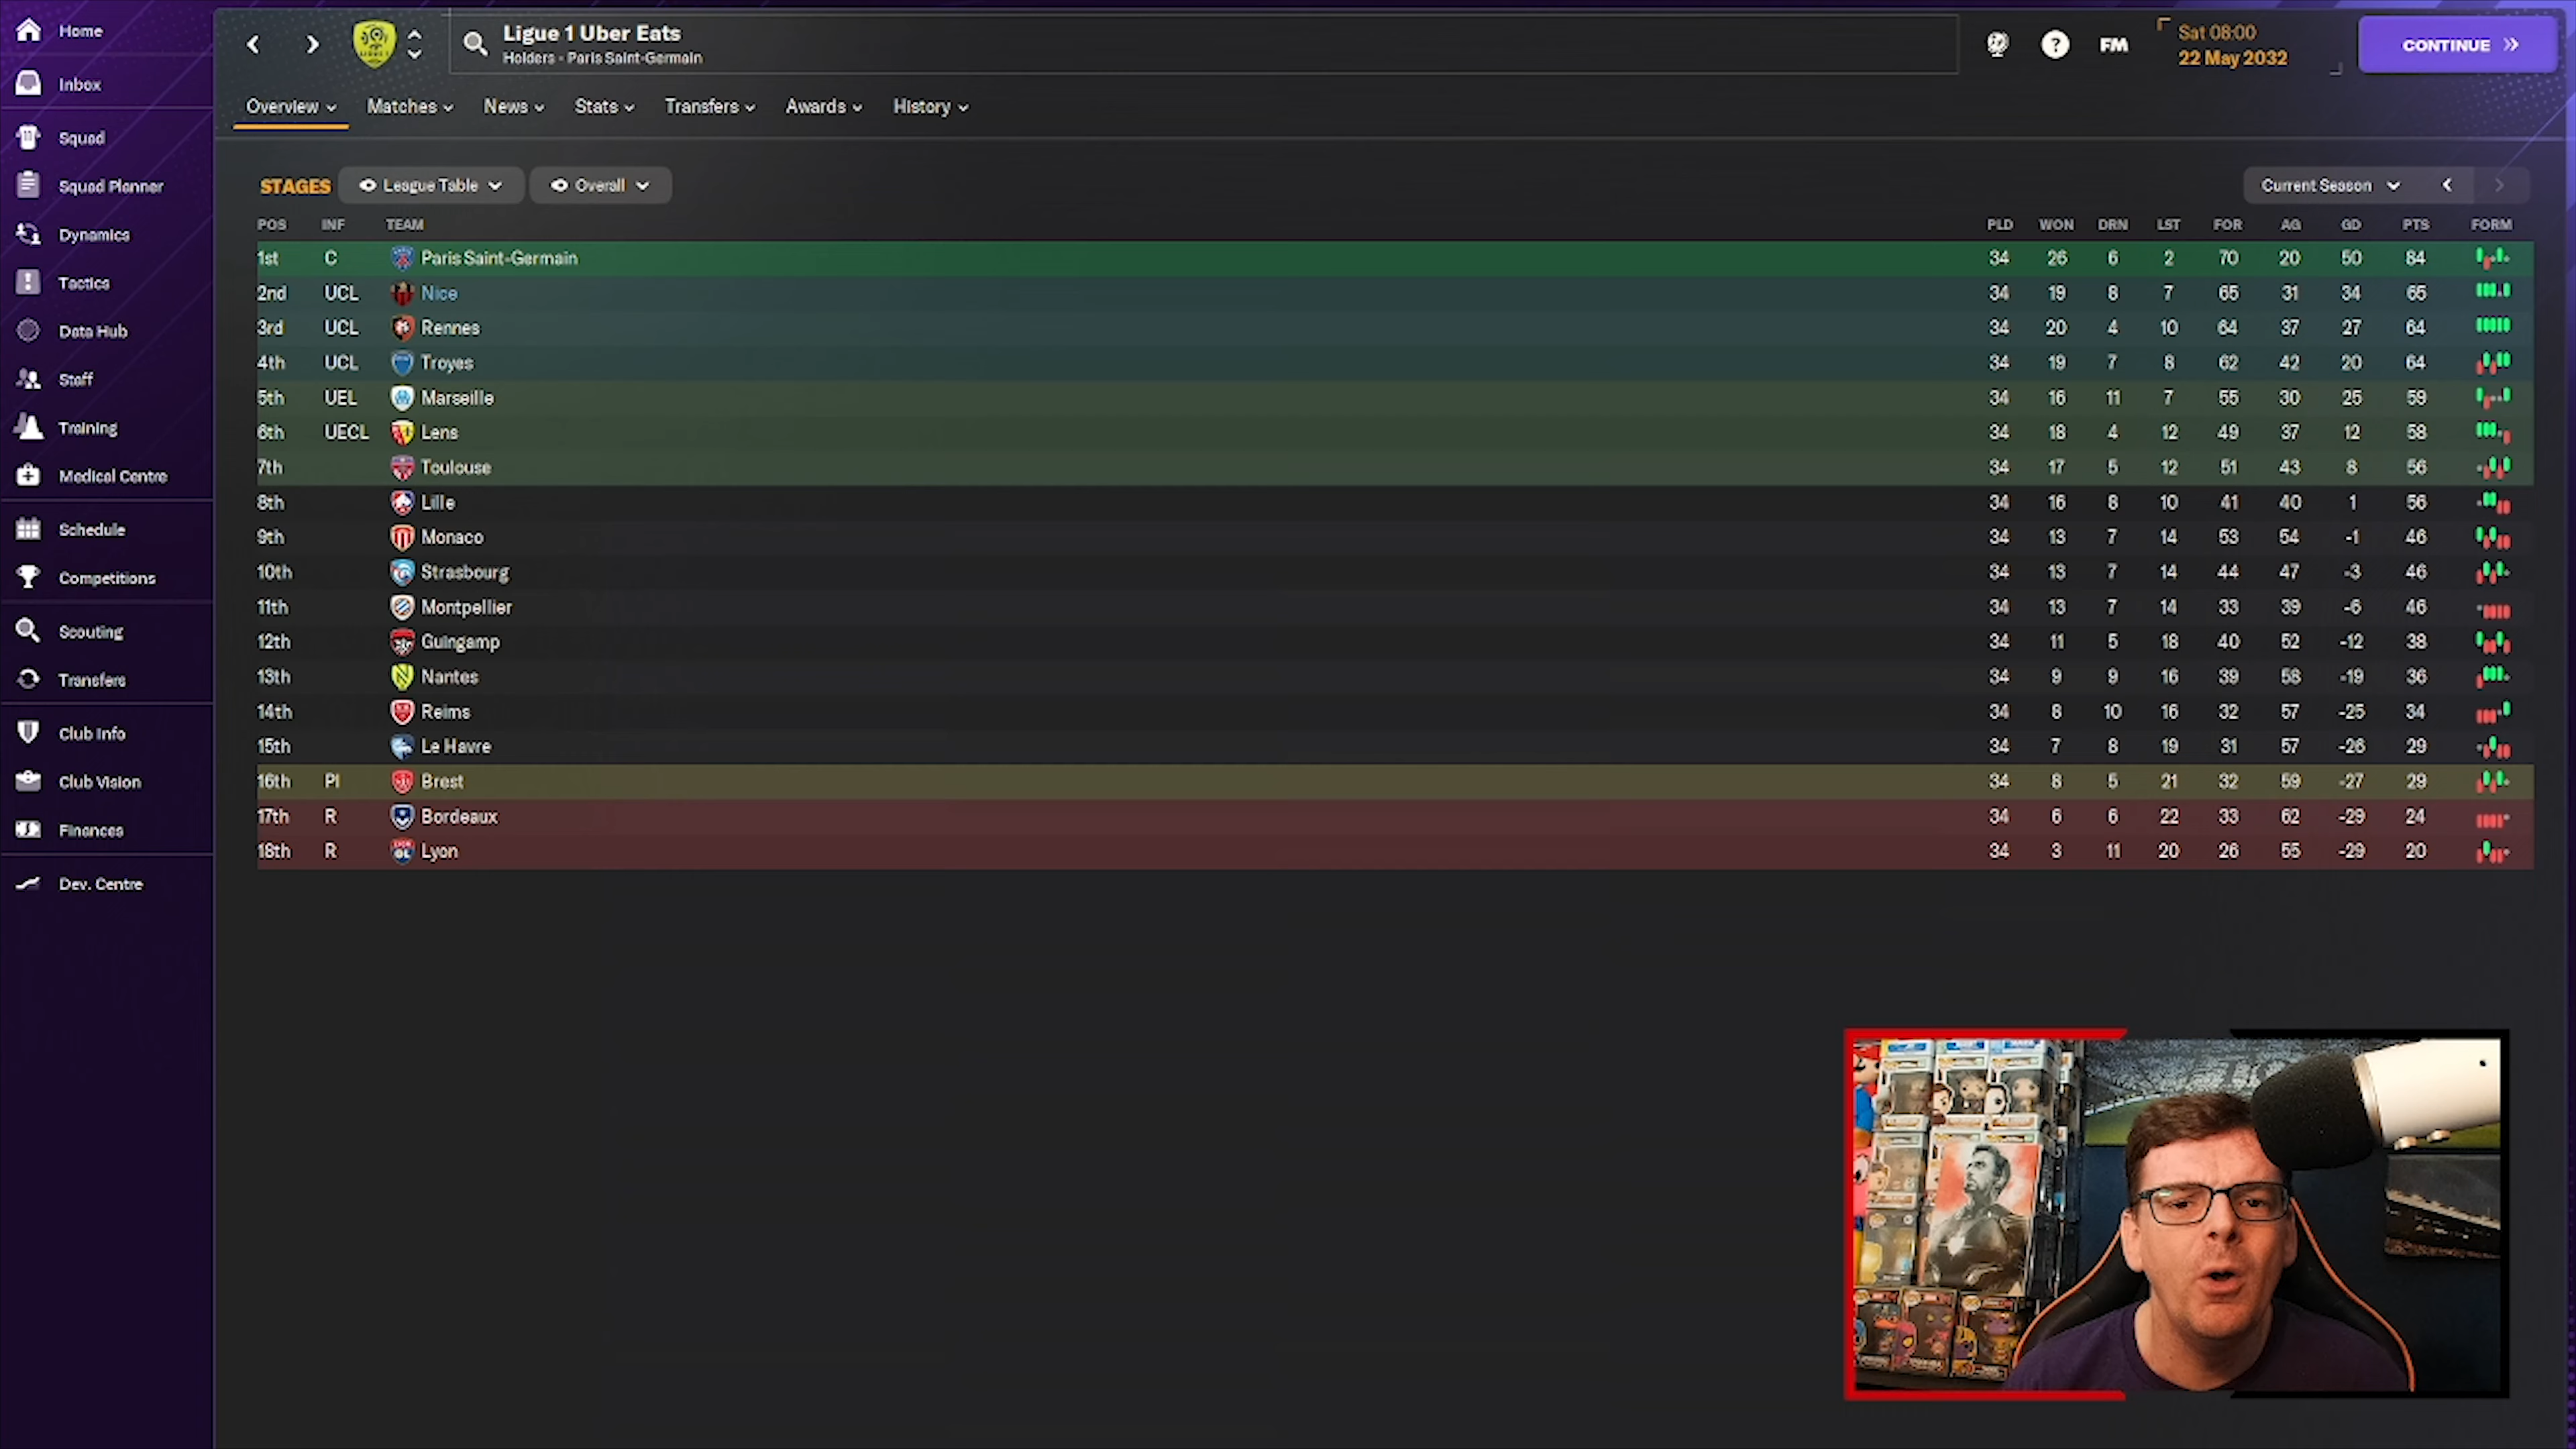 Home
Inbox
Squad
Squad Planner
Dynamics
Tactics
Data Hub
Staff
Training
Medical Centre
Schedule
Competitions
Scouting
Transfers
Club Info
Club Vision
Finances
Dev. Centre
Ligue 1 Uber Eats
Holders - Paris Saint-Germain
FM
Sat 08:00
22 May 2032
CONTINUE
Overview Matches News Stats Transfers Awards History
STAGES League Table Overall Current Season
POS INF TEAM PLD WON DRN LST FOR AG GD PTS FORM
1st C Paris Saint-Germain 34 26 6 2 70 20 50 84
2nd UCL Nice 34 19 8 7 65 31 34 65
3rd UCL Rennes 34 20 4 10 64 37 27 64
4th UCL Troyes 34 19 7 8 62 42 20 64
5th UEL Marseille 34 16 11 7 55 30 25 59
6th UECL Lens 34 18 4 12 49 37 12 58
7th Toulouse 34 17 5 12 51 43 8 56
8th Lille 34 16 8 10 41 40 1 56
9th Monaco 34 13 7 14 53 54 -1 46
10th Strasbourg 34 13 7 14 44 47 -3 46
11th Montpellier 34 13 7 14 33 39 -6 46
12th Guingamp 34 11 5 18 40 52 -12 38
13th Nantes 34 9 9 16 39 58 -19 36
14th Reims 34 8 10 16 32 57 -25 34
15th Le Havre 34 7 8 19 31 57 -26 29
16th Pl Brest 34 8 5 21 32 59 -27 29
17th R Bordeaux 34 6 6 22 33 62 -29 24
18th R Lyon 34 3 11 20 26 55 -29 20